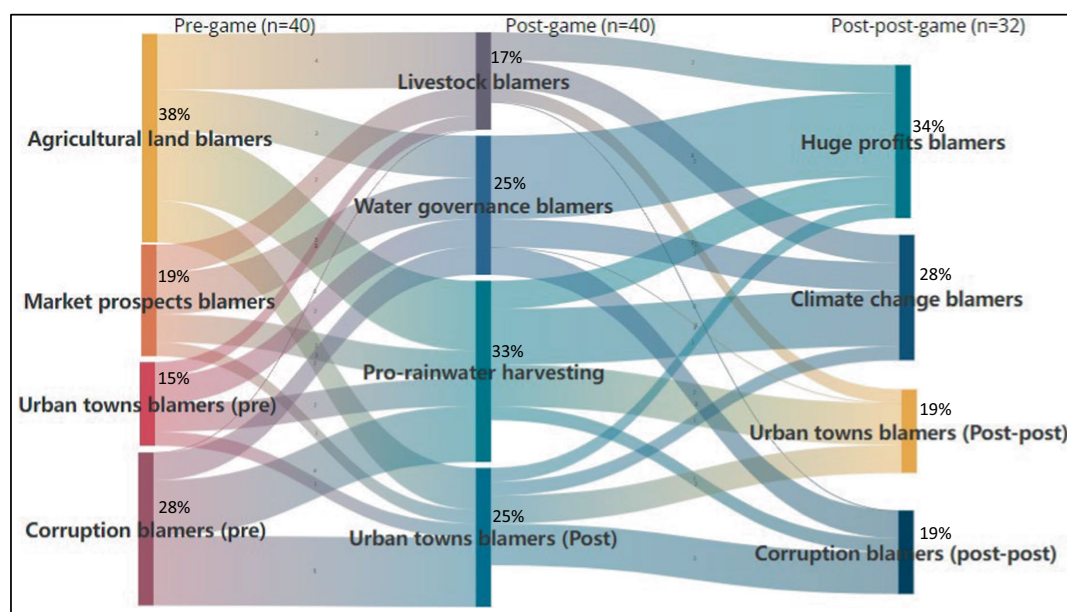 Pre-game (n=40)
Post-game (n=40)
Post-post-game (n=32)
38%
Agricultural land blamers
19%
Market prospects blamers
15%
Urban towns blamers (pre)
28%
Corruption blamers (pre)
17%
Livestock blamers
25%
Water governance blamers
33%
Pro-rainwater harvesting
25%
Urban towns blamers (Post)
34%
Huge profits blamers
28%
Climate change blamers
19%
Urban towns blamers (Post-post)
19%
Corruption blamers (post-post)